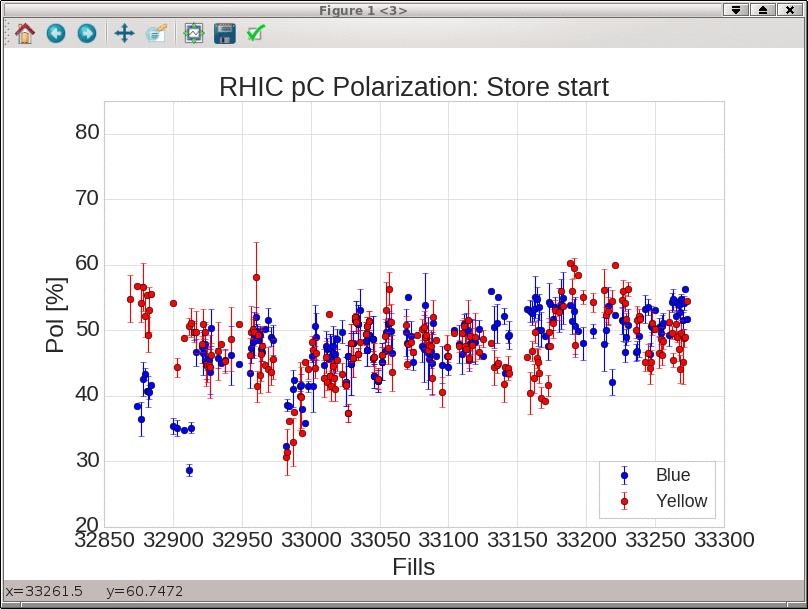 Figure 1 <3>
RHIC pC Polarization: Store start
Pol [%]
80
70
60
50
40
30
20
32850 32900 32950 33000 33050 33100 33150 33200 33250 33300
Fills
Blue
Yellow
x=33261.5 y=60.7472